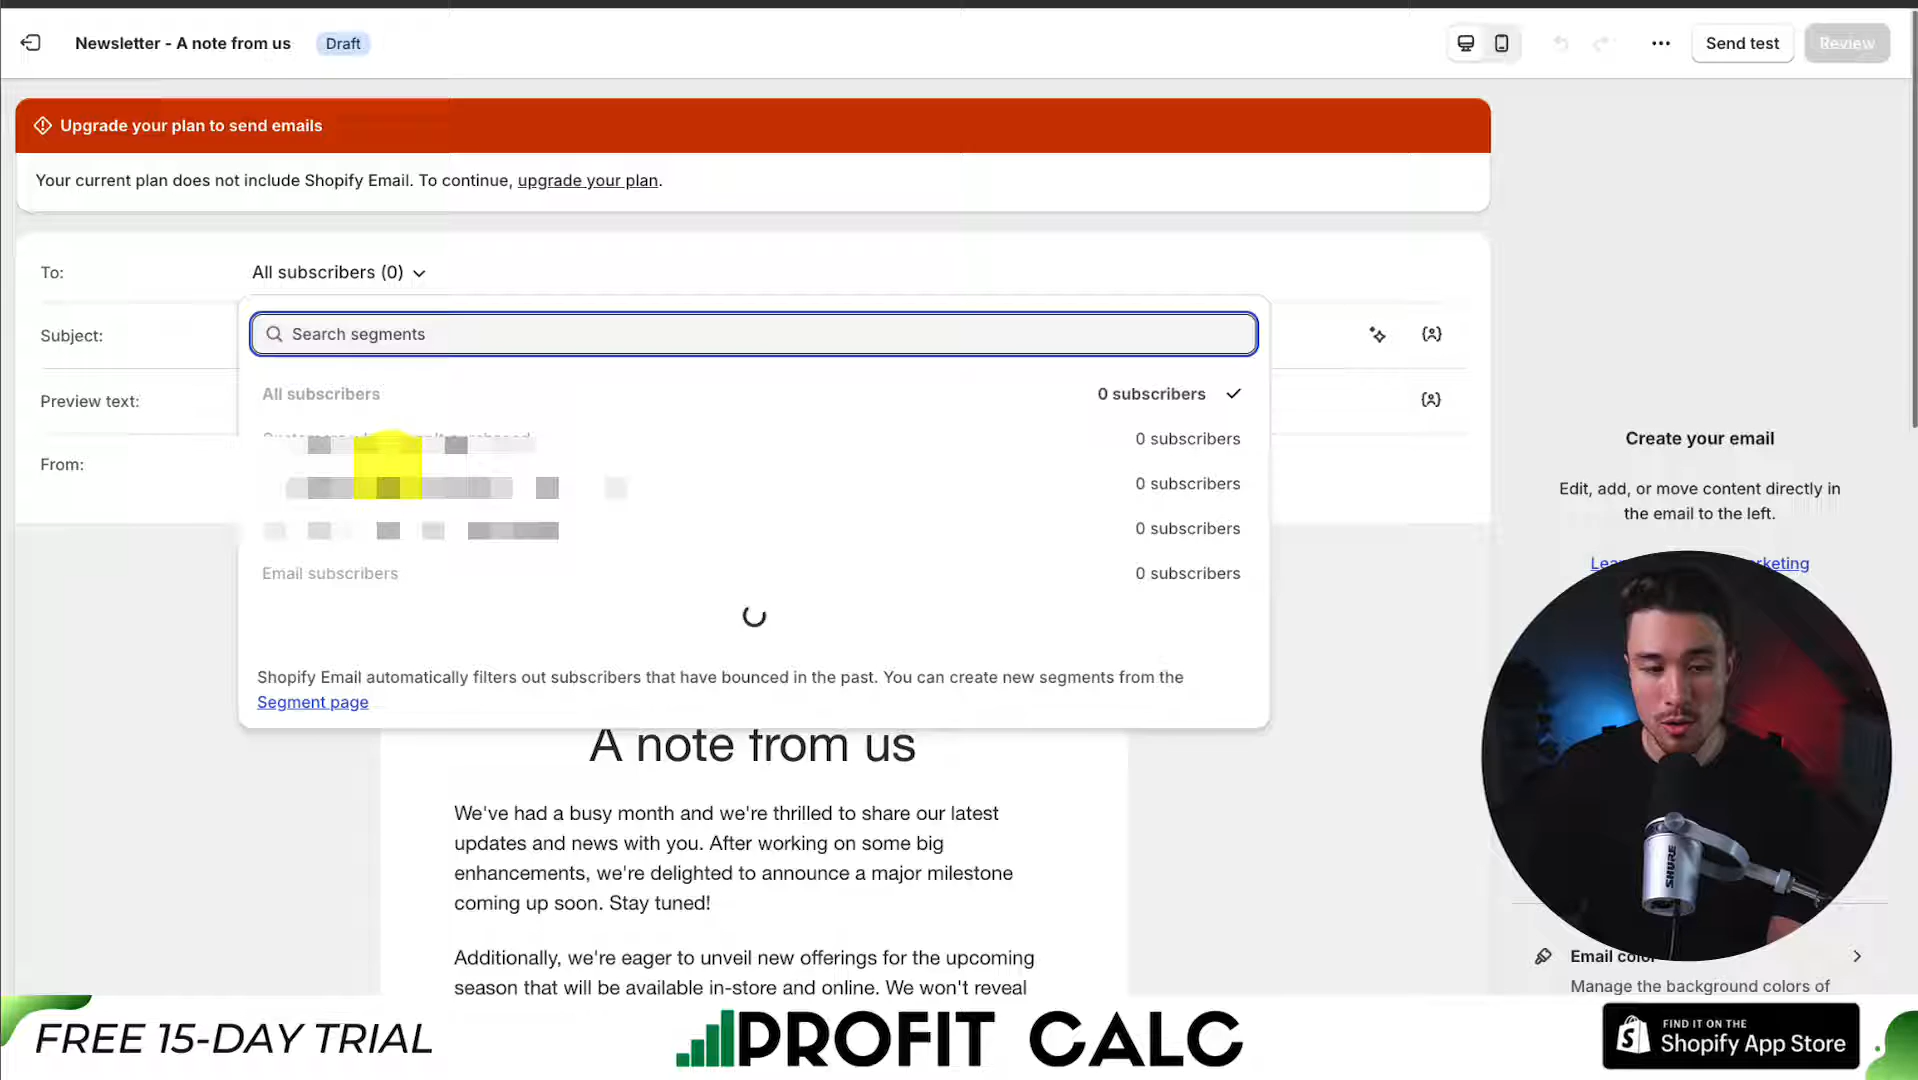 Newsletter - A note from us
Draft
Send test
Review
Upgrade your plan to send emails
Your current plan does not include Shopify Email. To continue, upgrade your plan.
To:
All subscribers (0)
Search segments
Subject:
All subscribers
0 subscribers
Preview text:
0 subscribers
From:
0 subscribers
0 subscribers
Email subscribers
0 subscribers
Shopify Email automatically filters out subscribers that have bounced in the past. You can create new segments from the
Segment page
A note from us
We've had a busy month and we're thrilled to share our latest
updates and news with you. After working on some big
enhancements, we're delighted to announce a major milestone
coming up soon. Stay tuned!
Additionally, we're eager to unveil new offerings for the upcoming
season that will be available in-store and online. We won't reveal
Create your email
Edit, add, or move content directly in
the email to the left.
SHURE
Email
Manage the background colors of
FREE 15-DAY TRIAL
PROFIT CALC
FIND IT ON THE
Shopify App Store